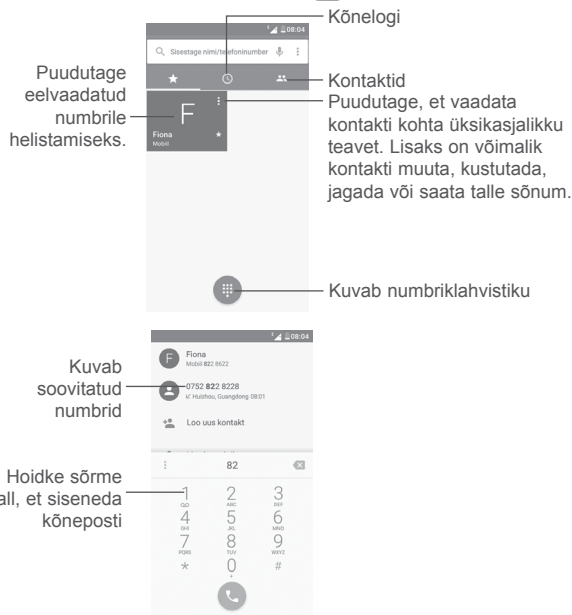 Kõnelogi
08:04
Sisestage nimi/telefoninumber
Kontaktid
Puudutage
eelvaadatud
numbrile
helistamiseks.
F
Fiona
Mobiil
Puudutage, et vaadata
kontakti kohta üksikasjalikku
teavet. Lisaks on võimalik
kontakti muuta, kustutada,
jagada või saata talle sõnum.
Kuvab numbriklahvistiku
08:04
F
Fiona
Mobiil 822 8622
Kuvab
soovitatud
numbrid
0752 822 8228
Huizhou, Guangdong 08:01
Loo uus kontakt
82
Hoidke sõrme
all, et siseneda
kõneposti
1 2 3
ABC DEF
4 5 6
GHI JKL MNO
7 8 9
PQRS TUV WXYZ
* 0 #
+